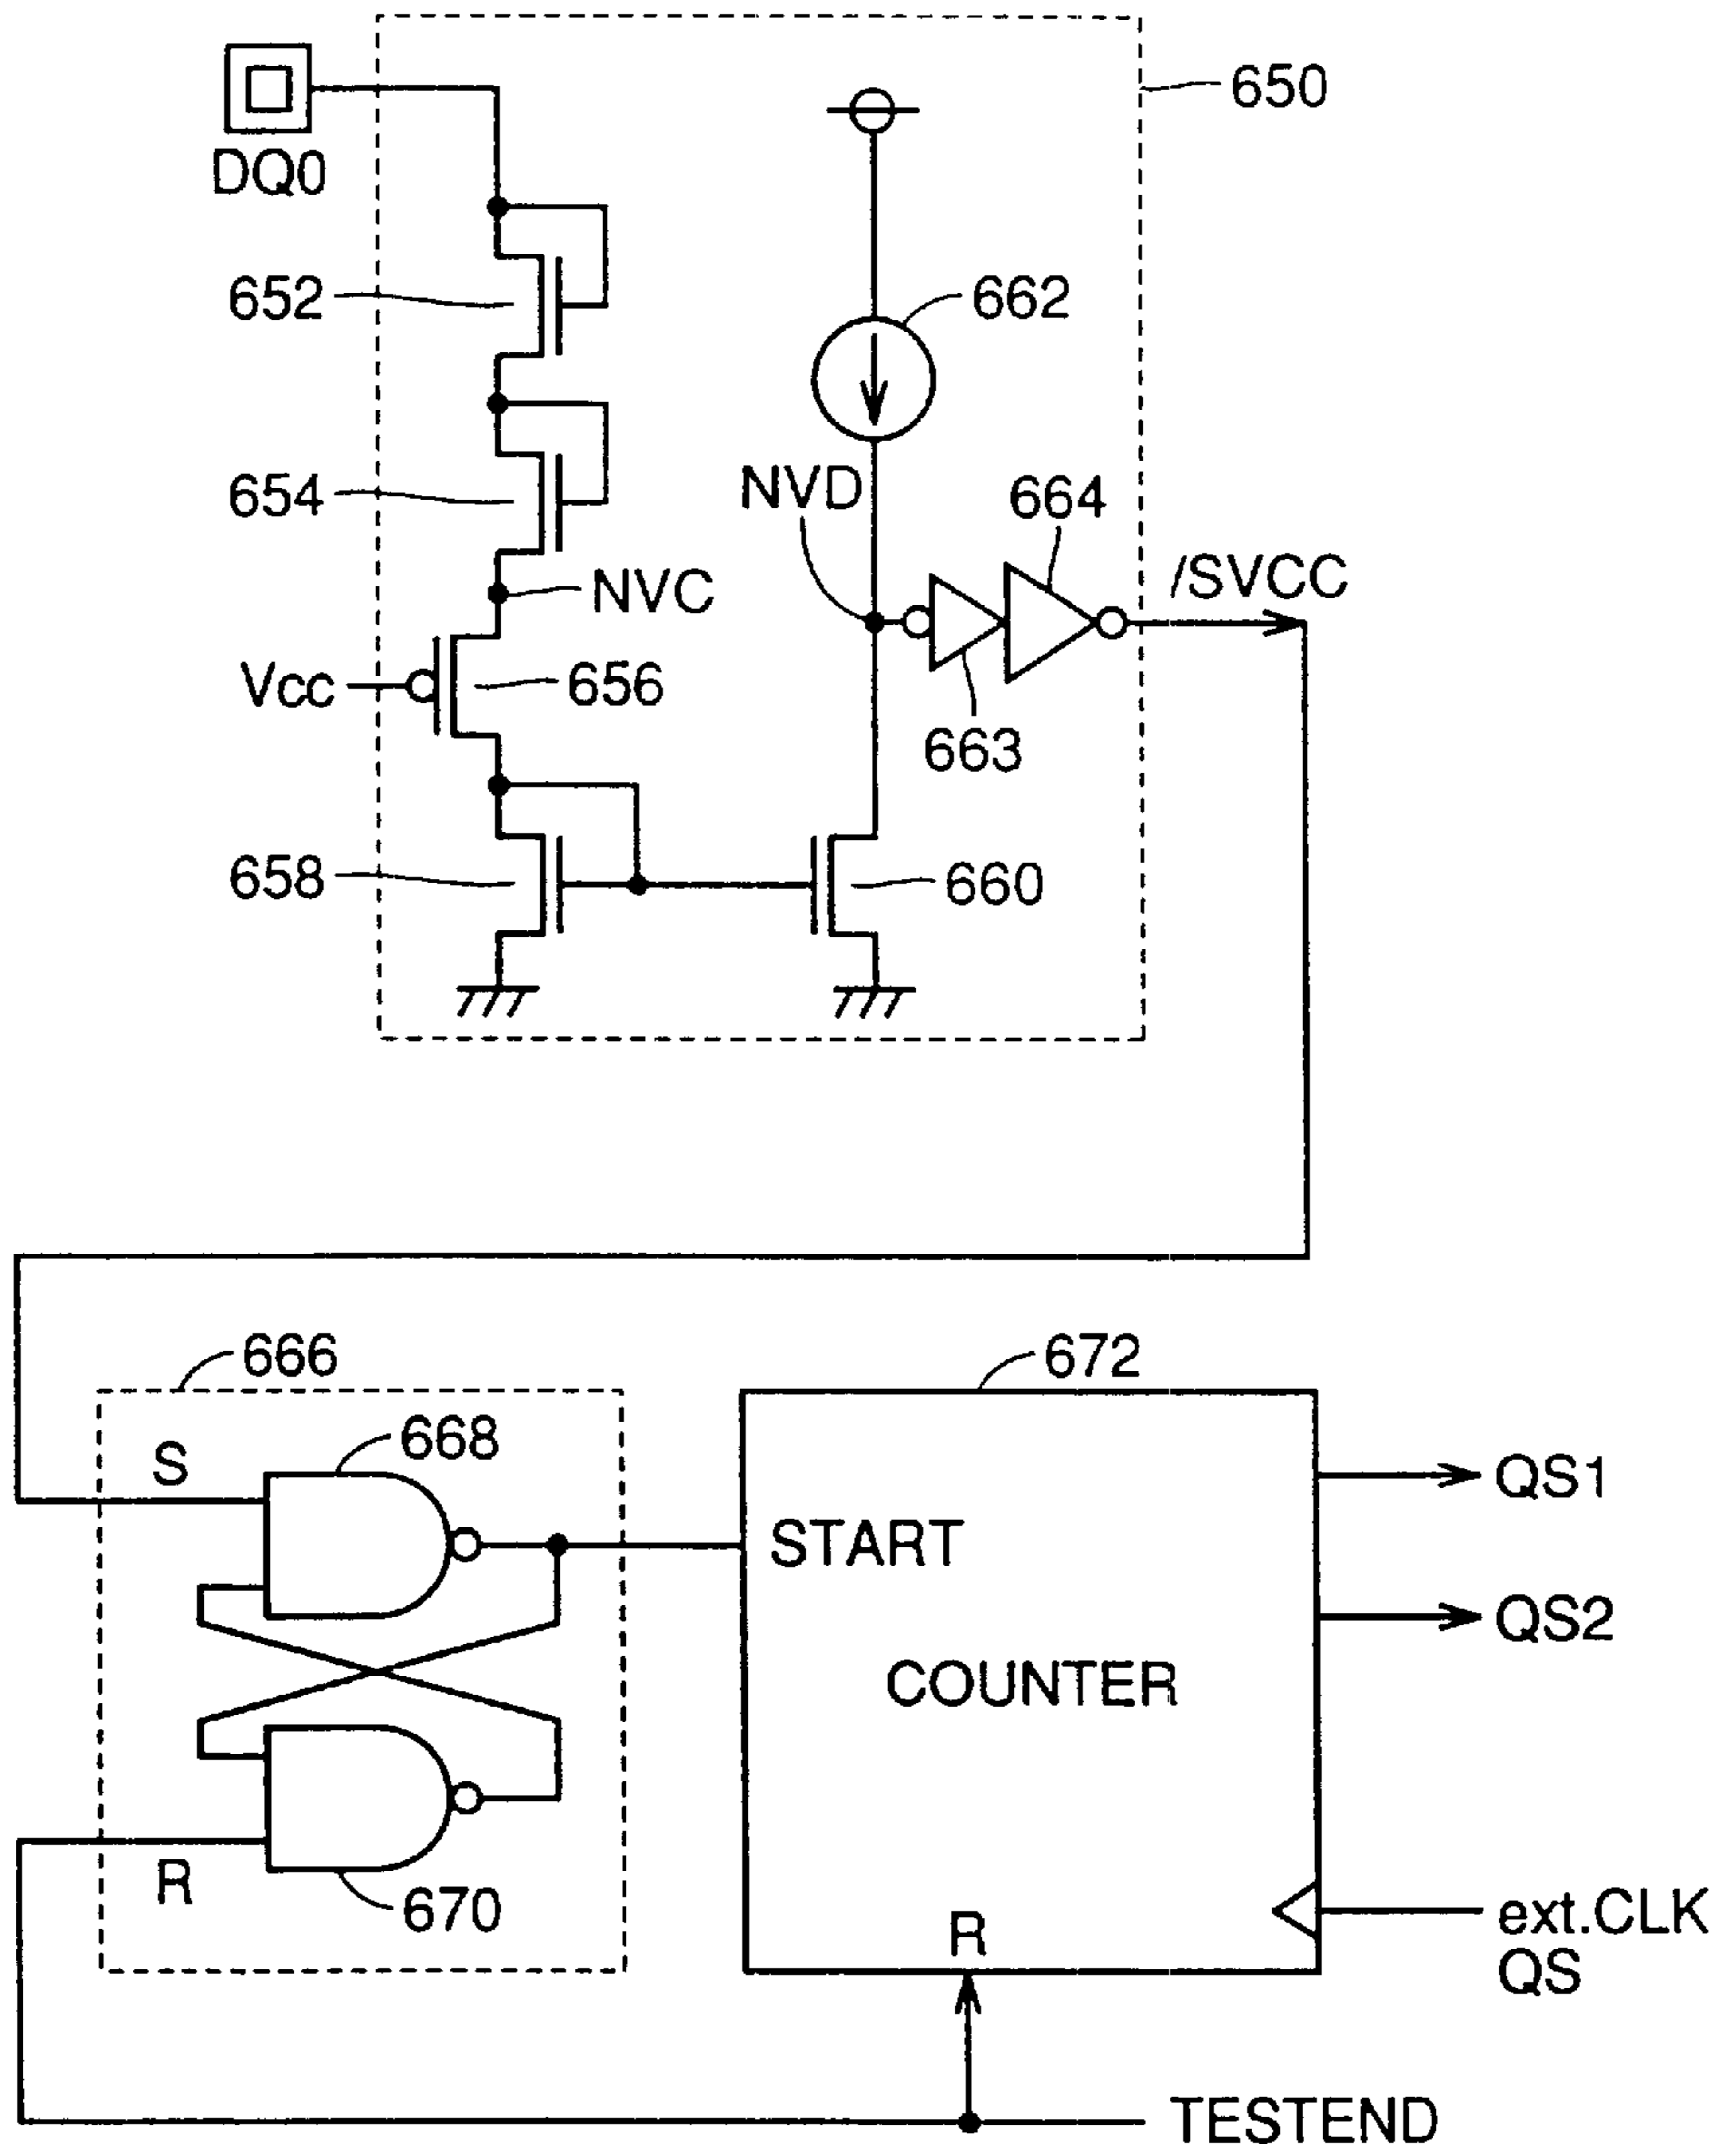 650
DQ0
652
662
654
NVD
664
NVC
/SVCC
Vcc
656
663
658
660
666
672
668
S
QS1
START
QS2
COUNTER
R
670
R
ext.CLK
QS
TESTEND